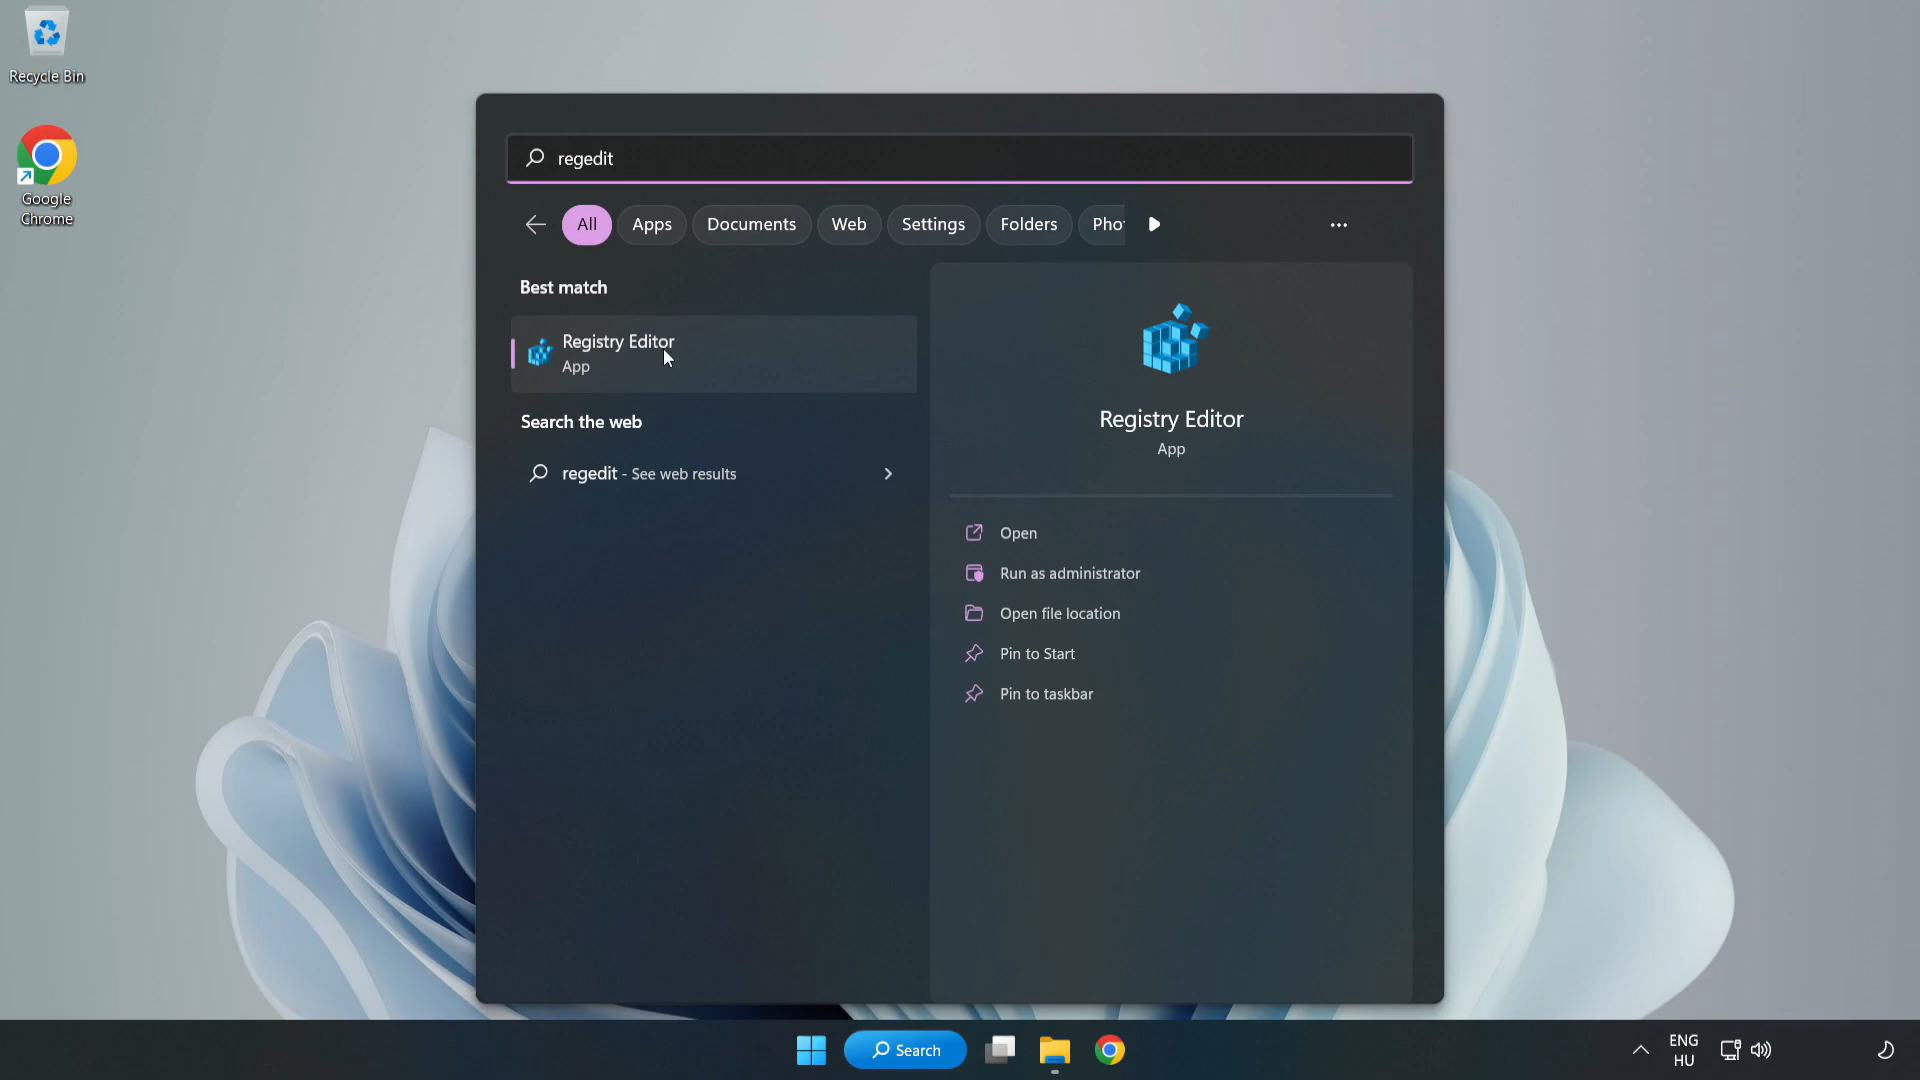 Recycle Bin
Google
Chrome
regedit
All
Apps
Documents
Web
Settings
Folders
Pho
Best match
Registry Editor
App
Search the web
regedit - See web results
Registry Editor
App
Open
Run as administrator
Open file location
Pin to Start
Pin to taskbar
Search
ENG
HU